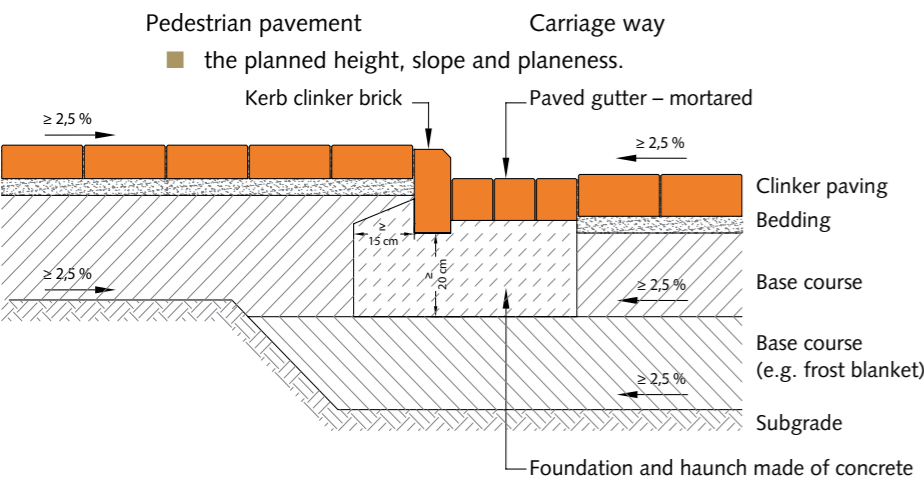 Pedestrian pavement
Carriage way
the planned height, slope and planeness.
Kerb clinker brick
Paved gutter – mortared
≥ 2,5 %
≥ 2,5 %
Clinker paving
Bedding
≥
15 cm
≥
20 cm
≥ 2,5 %
≥ 2,5 %
Base course
Base course
(e.g. frost blanket)
≥ 2,5 %
Subgrade
Foundation and haunch made of concrete